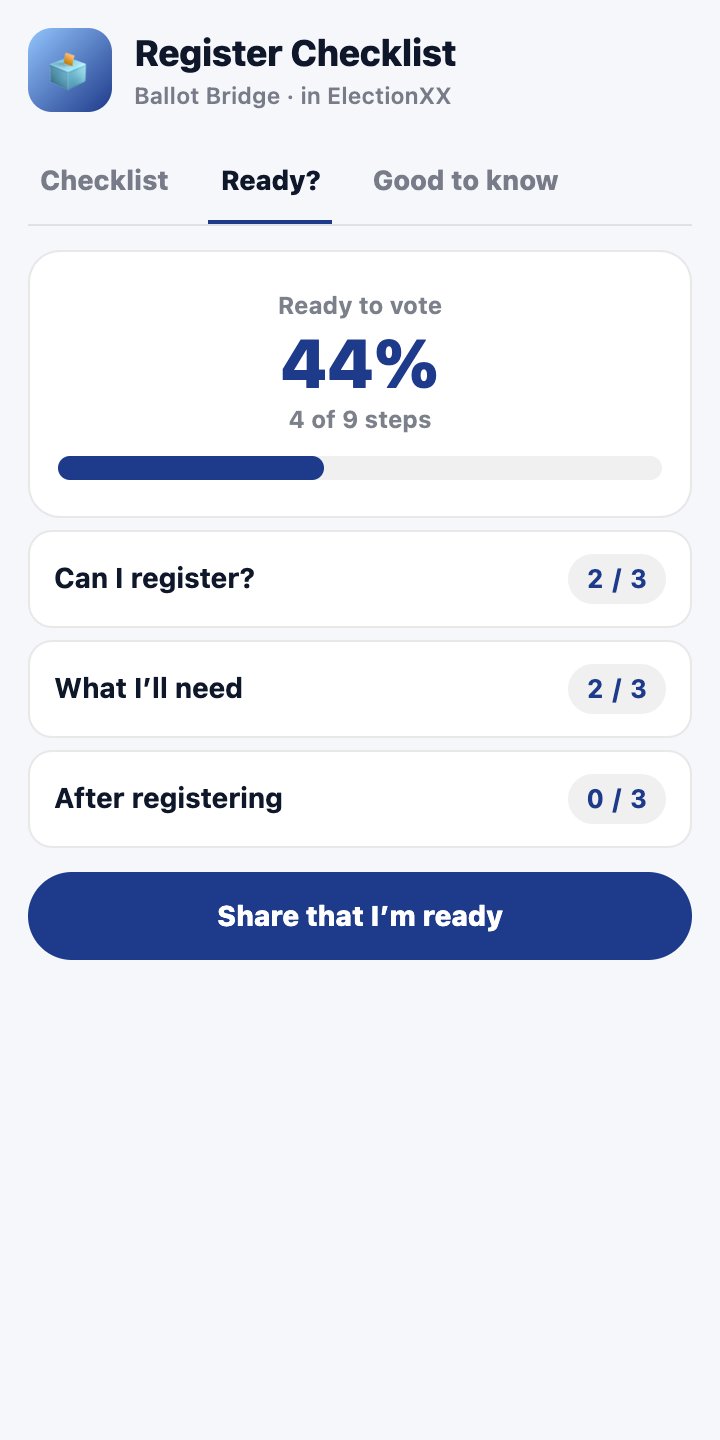 Register Checklist
Ballot Bridge · in ElectionXX
Checklist
Ready?
Good to know
Ready to vote
44%
4 of 9 steps
Can I register?
2 / 3
What I’ll need
2 / 3
After registering
0 / 3
Share that I’m ready